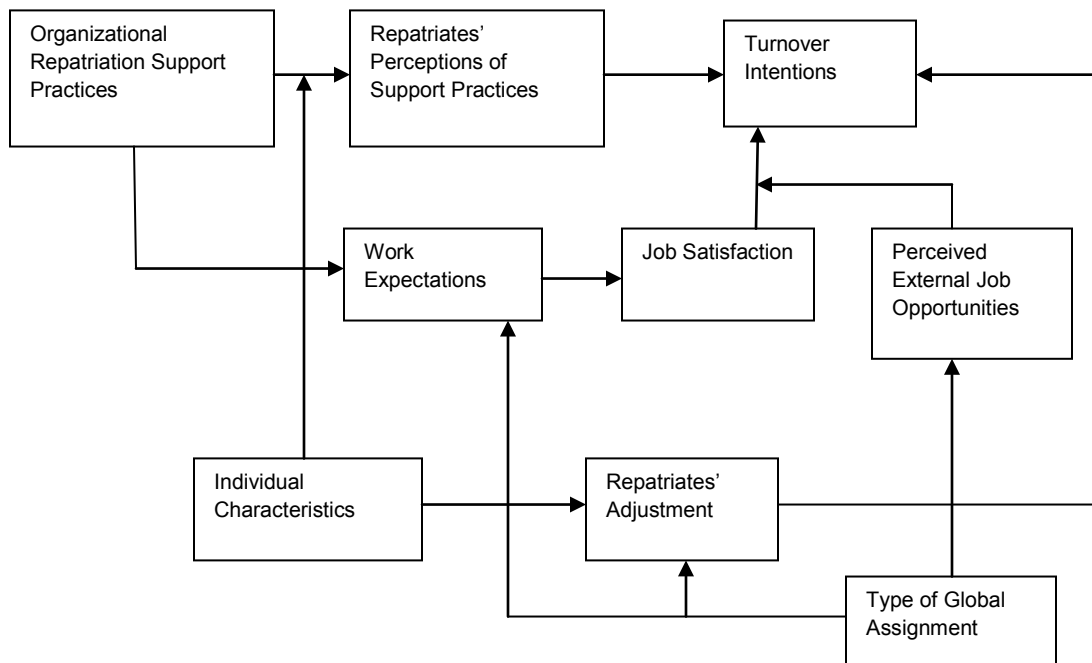 Organizational
Repatriation Support
Practices
Repatriates'
Perceptions of
Support Practices
Turnover
Intentions
Work
Expectations
Job Satisfaction
Perceived
External Job
Opportunities
Individual
Characteristics
Repatriates'
Adjustment
Type of Global
Assignment